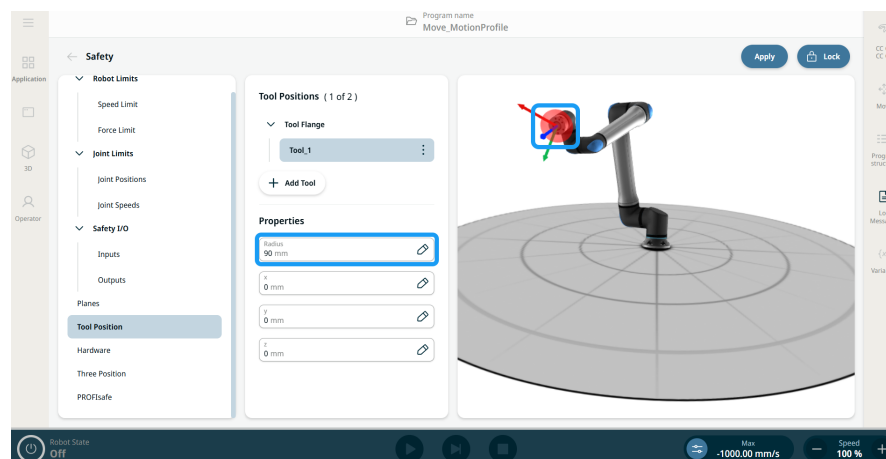 Program name
Move_MotionProfile
Application
3D
Operator
Safety
Apply
Lock
Robot Limits
Speed Limit
Force Limit
Joint Limits
Joint Positions
Joint Speeds
Safety I/O
Inputs
Outputs
Planes
Tool Position
Hardware
Three Position
PROFIsafe
Tool Positions (1 of 2)
Tool Flange
Tool_1
Add Tool
Properties
Radius
90 mm
x
0 mm
y
0 mm
z
0 mm
Robot State
Off
Max
-1000.00 mm/s
Speed
100 %